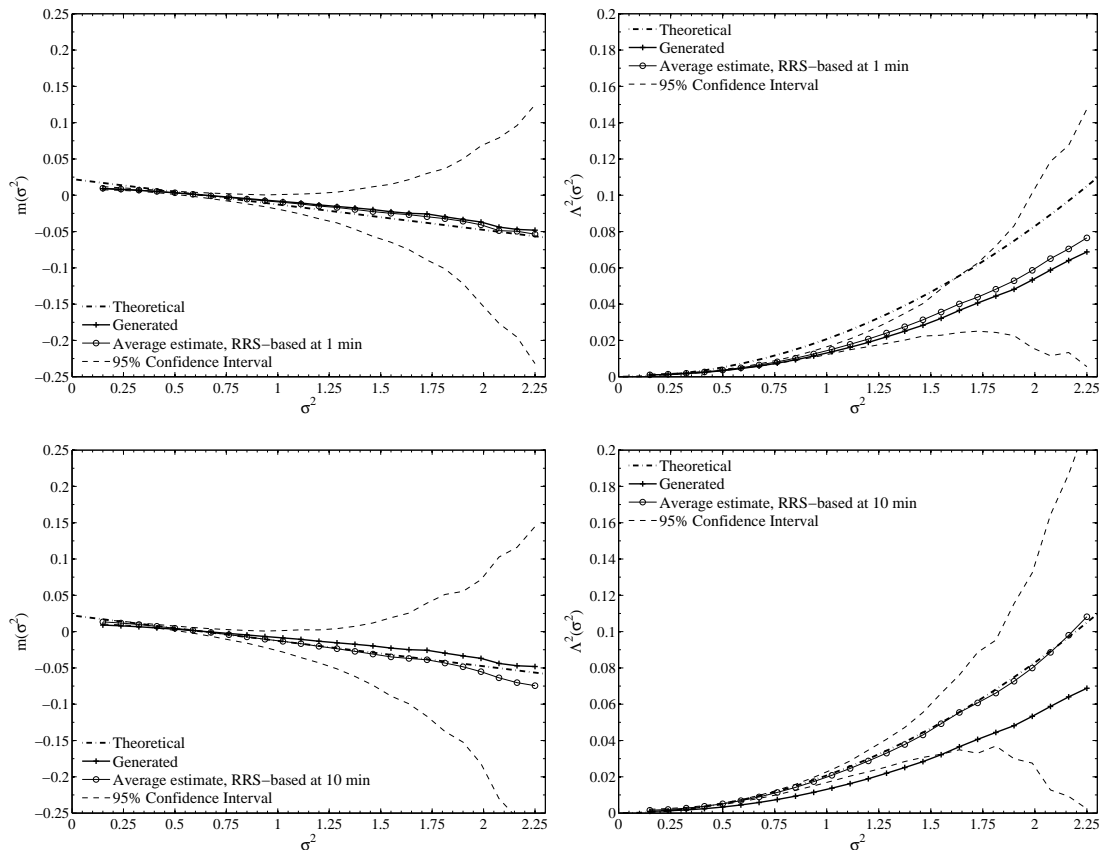 0.25
0.2
0.15
0.1
0.05
0
−0.05
−0.1
−0.15
−0.2
−0.25
m(σ²)
Theoretical
Generated
Average estimate, RRS−based at 1 min
95% Confidence Interval
0 0.25 0.5 0.75 1 1.25 1.5 1.75 2 2.25
σ²
0.2
0.18
0.16
0.14
0.12
0.1
0.08
0.06
0.04
0.02
0
Λ²(σ²)
Theoretical
Generated
Average estimate, RRS−based at 1 min
95% Confidence Interval
0 0.25 0.5 0.75 1 1.25 1.5 1.75 2 2.25
σ²
0.25
0.2
0.15
0.1
0.05
0
−0.05
−0.1
−0.15
−0.2
−0.25
m(σ²)
Theoretical
Generated
Average estimate, RRS−based at 10 min
95% Confidence Interval
0 0.25 0.5 0.75 1 1.25 1.5 1.75 2 2.25
σ²
0.2
0.18
0.16
0.14
0.12
0.1
0.08
0.06
0.04
0.02
0
Λ²(σ²)
Theoretical
Generated
Average estimate, RRS−based at 10 min
95% Confidence Interval
0 0.25 0.5 0.75 1 1.25 1.5 1.75 2 2.25
σ²